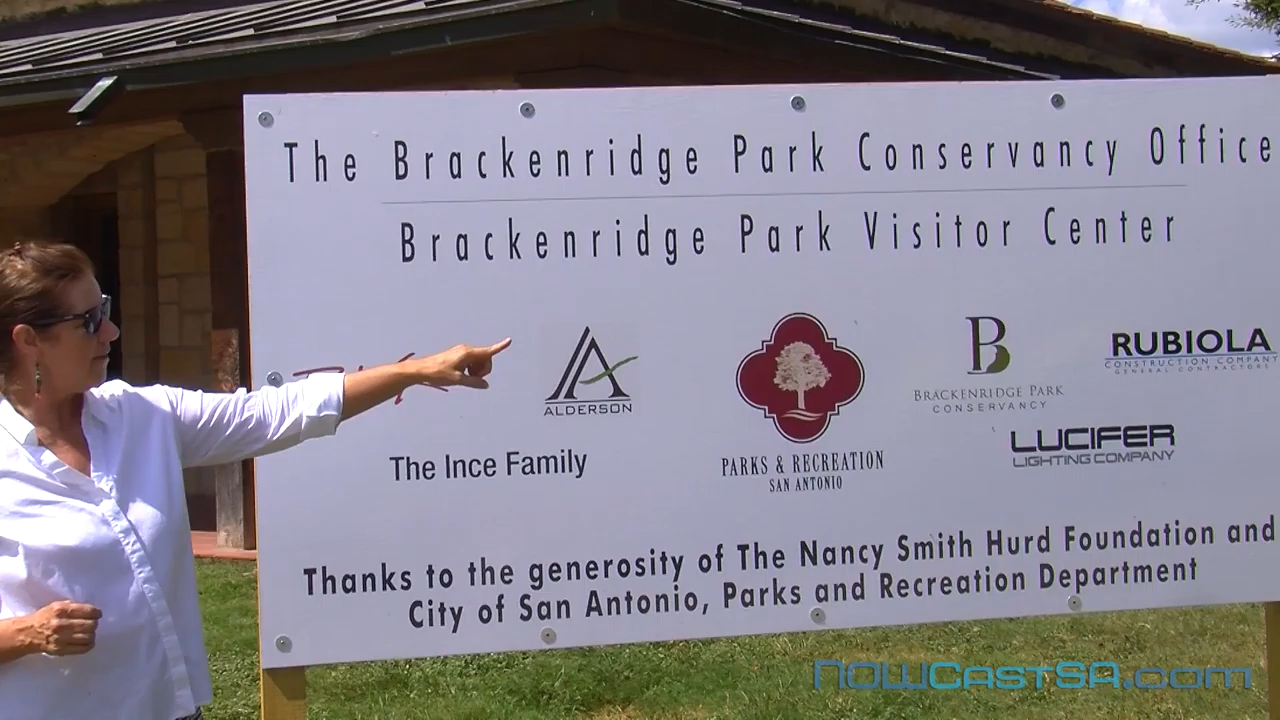 The Brackenridge Park Conservancy Office
Brackenridge Park Visitor Center
ALDERSON
The Ince Family
PARKS & RECREATION
SAN ANTONIO
B
BRACKENRIDGE PARK
CONSERVANCY
RUBIOLA
CONSTRUCTION COMPANY
GENERAL CONTRACTORS
LUCIFER
LIGHTING COMPANY
Thanks to the generosity of The Nancy Smith Hurd Foundation and
City of San Antonio, Parks and Recreation Department
NOWCastSA.com